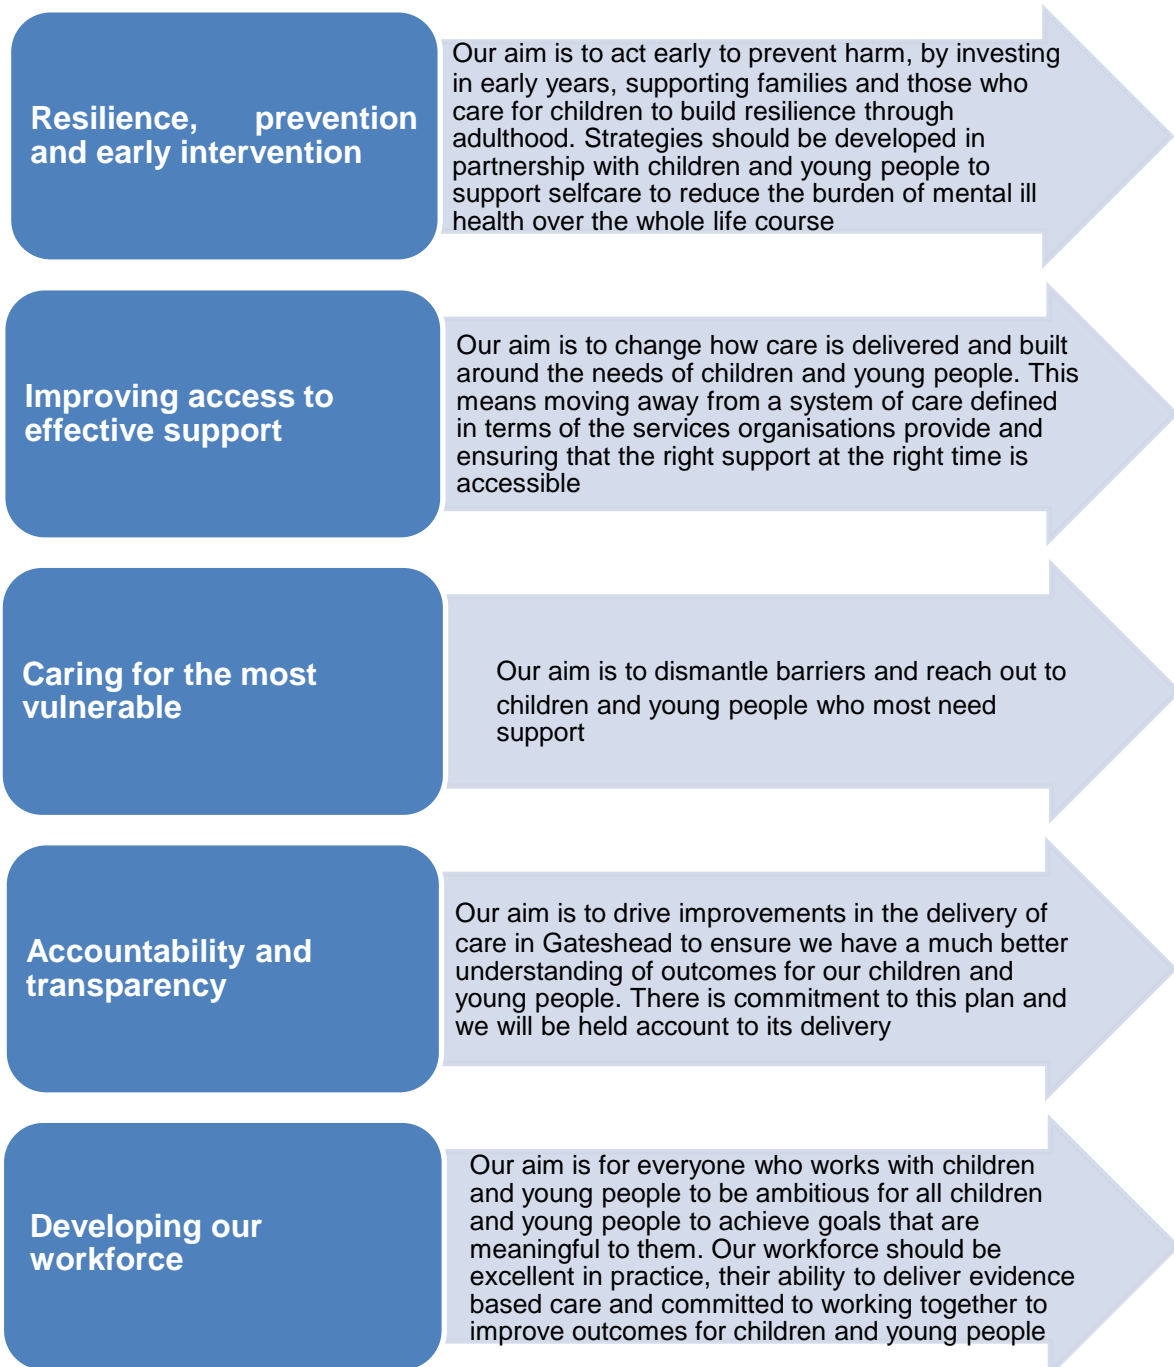 Resilience, prevention
and early intervention
Our aim is to act early to prevent harm, by investing
in early years, supporting families and those who
care for children to build resilience through
adulthood. Strategies should be developed in
partnership with children and young people to
support selfcare to reduce the burden of mental ill
health over the whole life course
Improving access to
effective support
Our aim is to change how care is delivered and built
around the needs of children and young people. This
means moving away from a system of care defined
in terms of the services organisations provide and
ensuring that the right support at the right time is
accessible
Caring for the most
vulnerable
Our aim is to dismantle barriers and reach out to
children and young people who most need
support
Accountability and
transparency
Our aim is to drive improvements in the delivery of
care in Gateshead to ensure we have a much better
understanding of outcomes for our children and
young people. There is commitment to this plan and
we will be held account to its delivery
Developing our
workforce
Our aim is for everyone who works with children
and young people to be ambitious for all children
and young people to achieve goals that are
meaningful to them. Our workforce should be
excellent in practice, their ability to deliver evidence
based care and committed to working together to
improve outcomes for children and young people